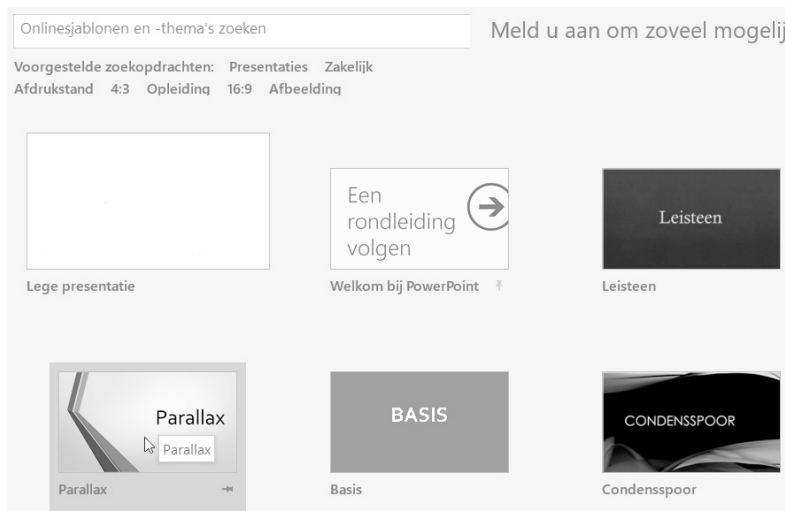 Onlinesjablonen en -thema's zoeken
Meld u aan om zoveel mogelij
Voorgestelde zoekopdrachten: Presentaties Zakelijk
Afdrukstand 4:3 Opleiding 16:9 Afbeelding
Een
rondleiding
volgen
Leisteen
Lege presentatie
Welkom bij PowerPoint
Leisteen
Parallax
Parallax
BASIS
CONDENSSPOOR
Parallax
Basis
Condensspoor